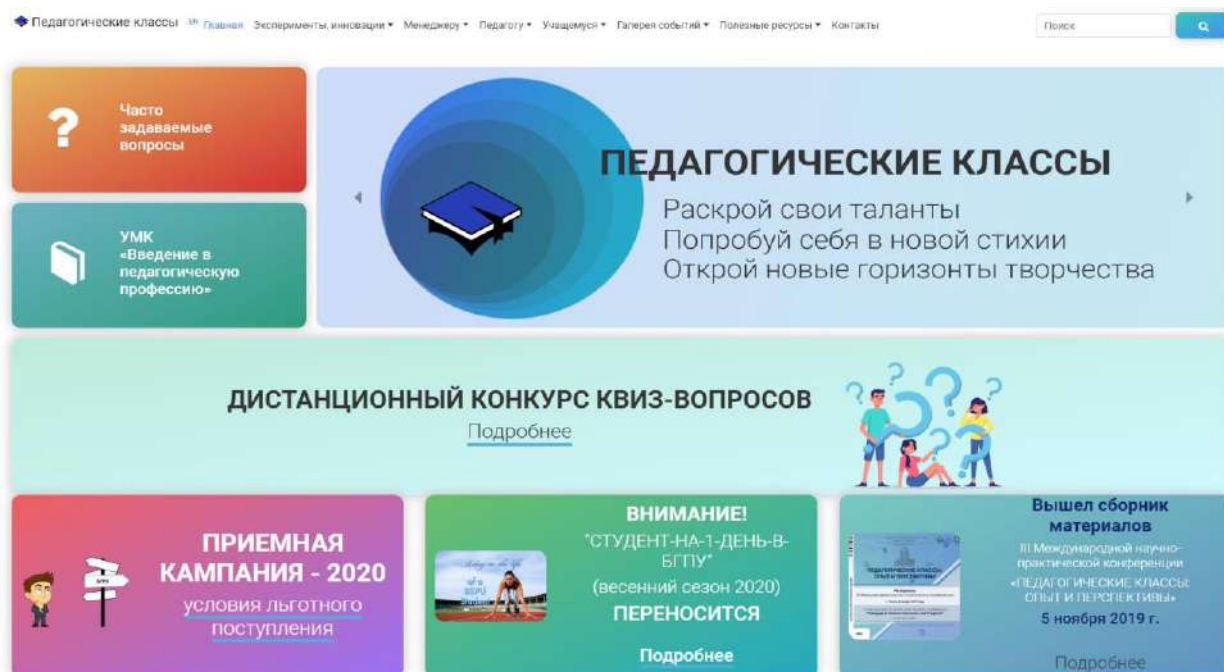 Педагогические классы
Главная Эксперименты, инновации Менеджеру Педагогу Учащемуся Галерея событий Полезные ресурсы Контакты
Поиск
Часто
задаваемые
вопросы
УМК
«Введение в
педагогическую
профессию»
ПЕДАГОГИЧЕСКИЕ КЛАССЫ
Раскрой свои таланты
Попробуй себя в новой стихии
Открой новые горизонты творчества
ДИСТАНЦИОННЫЙ КОНКУРС КВИЗ-ВОПРОСОВ
Подробнее
ПРИЕМНАЯ
КАМПАНИЯ - 2020
условия льготного
поступления
ВНИМАНИЕ!
"СТУДЕНТ-НА-1-ДЕНЬ-В-
БГПУ"
(весенний сезон 2020)
ПЕРЕНОСИТСЯ
Подробнее
Вышел сборник
материалов
III Международной научно-
практической конференции
«ПЕДАГОГИЧЕСКИЕ КЛАССЫ:
ОПЫТ И ПЕРСПЕКТИВЫ»
5 ноября 2019 г.
Подробнее